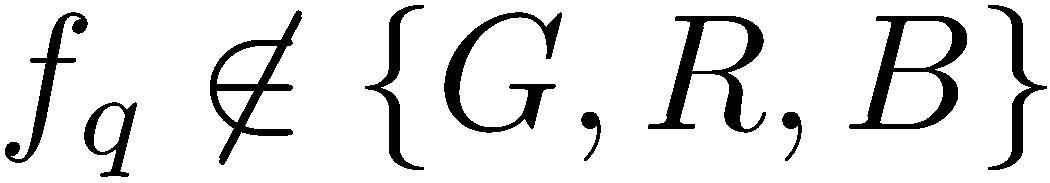 f_q ∉ {G, R, B}